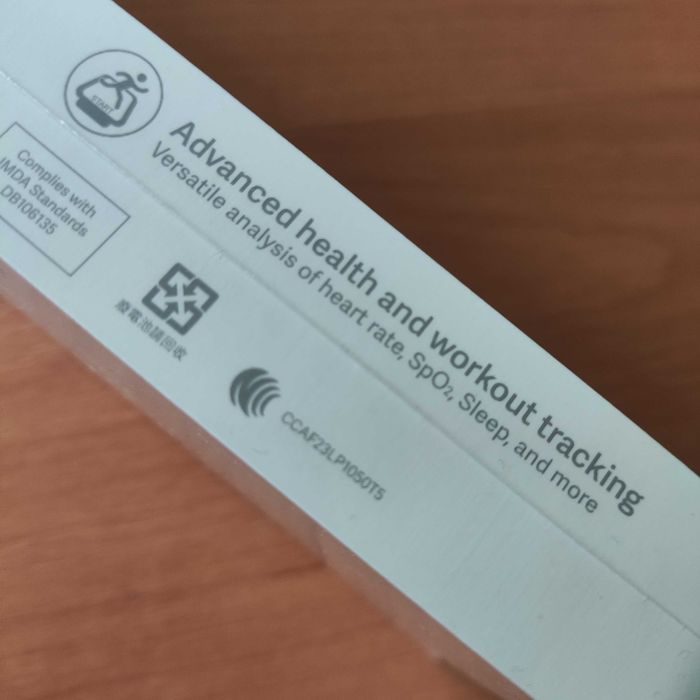 START
Advanced health and workout tracking
Versatile analysis of heart rate, SpO₂, Sleep, and more
Complies with
IMDA Standards
DB106135
廢電池請回收
CCAF23LP1050T5